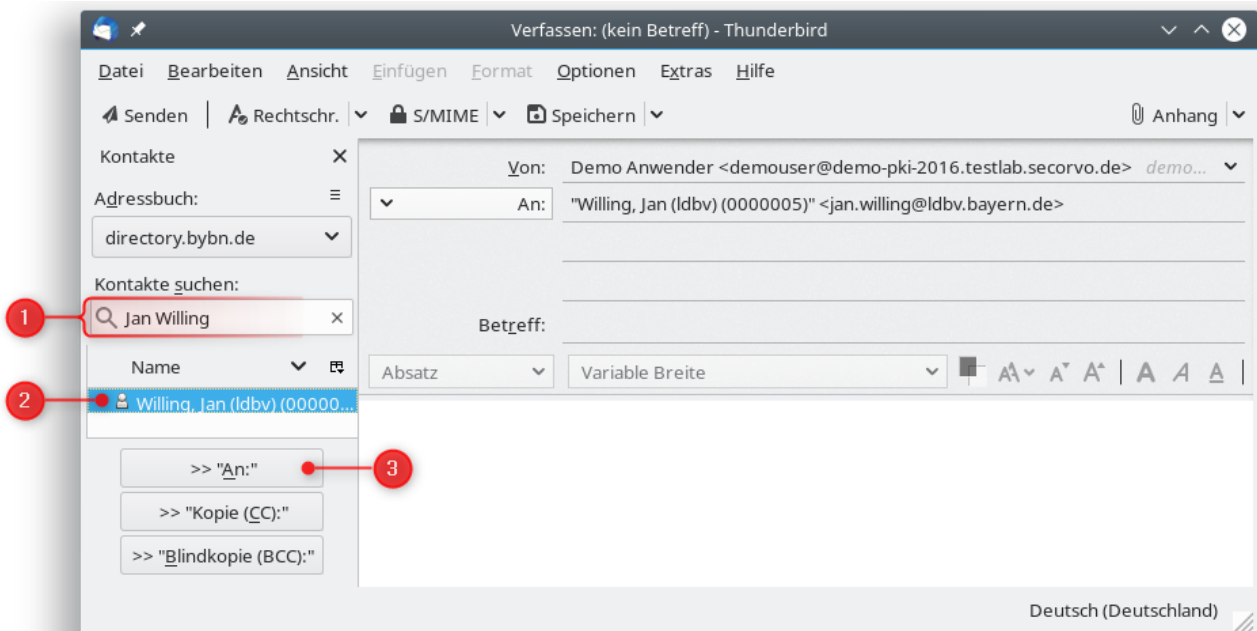 Verfassen: (kein Betreff) - Thunderbird
Datei Bearbeiten Ansicht Einfügen Format Optionen Extras Hilfe
Senden Rechtschr. S/MIME Speichern Anhang
Kontakte
Von: Demo Anwender <demouser@demo-pki-2016.testlab.secorvo.de> demo...
Adressbuch:
An: "Willing, Jan (ldbv) (0000005)" <jan.willing@ldbv.bayern.de>
directory.bybn.de
Kontakte suchen:
1 Jan Willing
Betreff:
Name
Absatz Variable Breite
2 Willing, Jan (ldbv) (00000...
>> "An:" 3
>> "Kopie (CC):"
>> "Blindkopie (BCC):"
Deutsch (Deutschland)